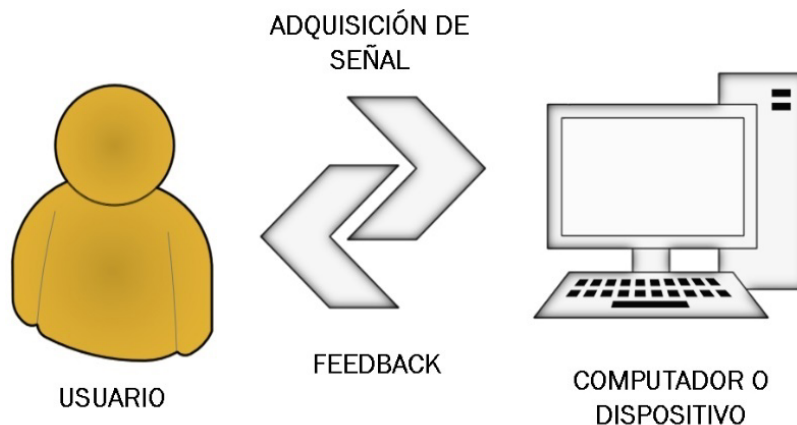 ADQUISICIÓN DE
SEÑAL
FEEDBACK
USUARIO
COMPUTADOR O
DISPOSITIVO